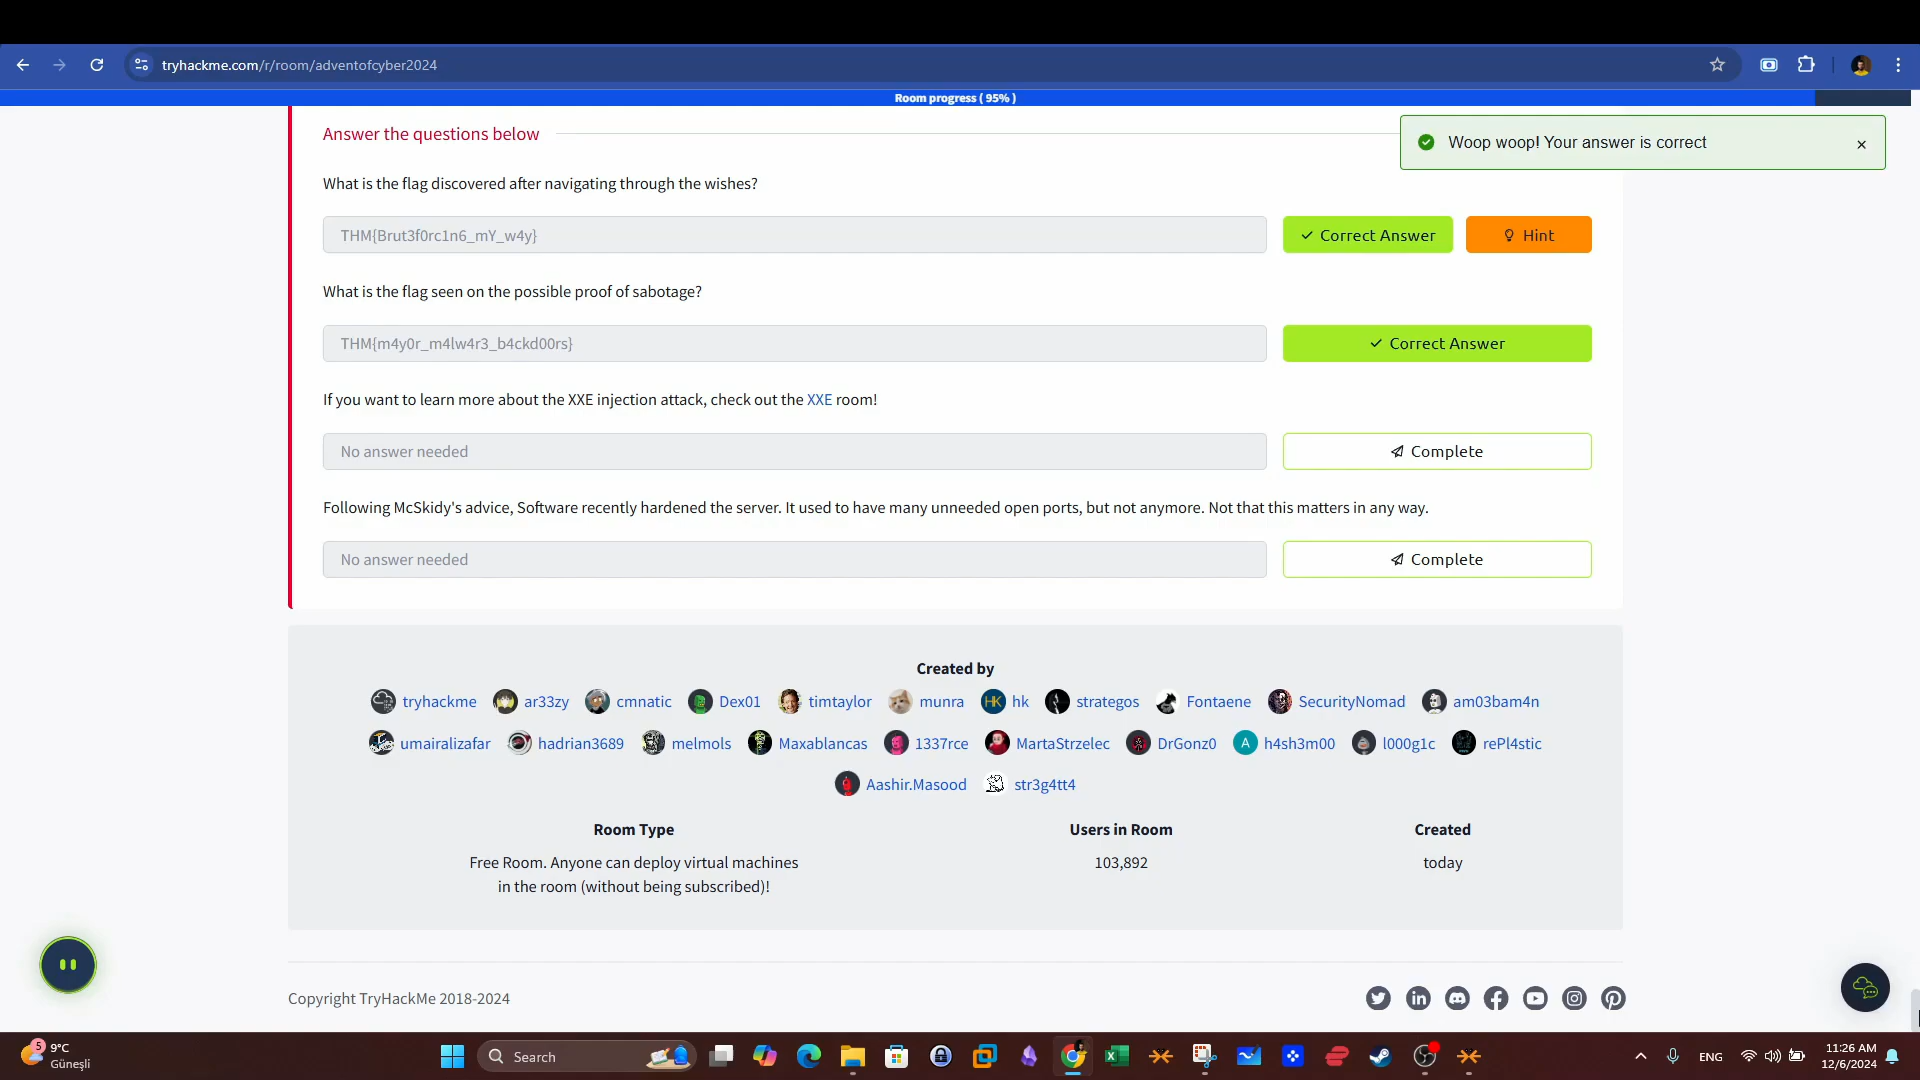 tryhackme.com/r/room/adventofcyber2024
Room progress ( 95% )
Answer the questions below
Woop woop! Your answer is correct
What is the flag discovered after navigating through the wishes?
THM{Brut3f0rc1n6_mY_w4y}
Correct Answer
Hint
What is the flag seen on the possible proof of sabotage?
THM{m4y0r_m4lw4r3_b4ckd00rs}
Correct Answer
If you want to learn more about the XXE injection attack, check out the XXE room!
No answer needed
Complete
Following McSkidy's advice, Software recently hardened the server. It used to have many unneeded open ports, but not anymore. Not that this matters in any way.
No answer needed
Complete
Created by
tryhackme ar33zy cmnatic Dex01 timtaylor munra HK hk strategos Fontaene SecurityNomad am03bam4n
umairalizafar hadrian3689 melmols Maxablancas 1337rce MartaStrzelec DrGonz0 A h4sh3m00 l000g1c rePl4stic
Aashir.Masood str3g4tt4
Room Type
Users in Room
Created
Free Room. Anyone can deploy virtual machines
in the room (without being subscribed)!
103,892
today
Copyright TryHackMe 2018-2024
5
9°C
Güneşli
Search
ENG
11:26 AM
12/6/2024